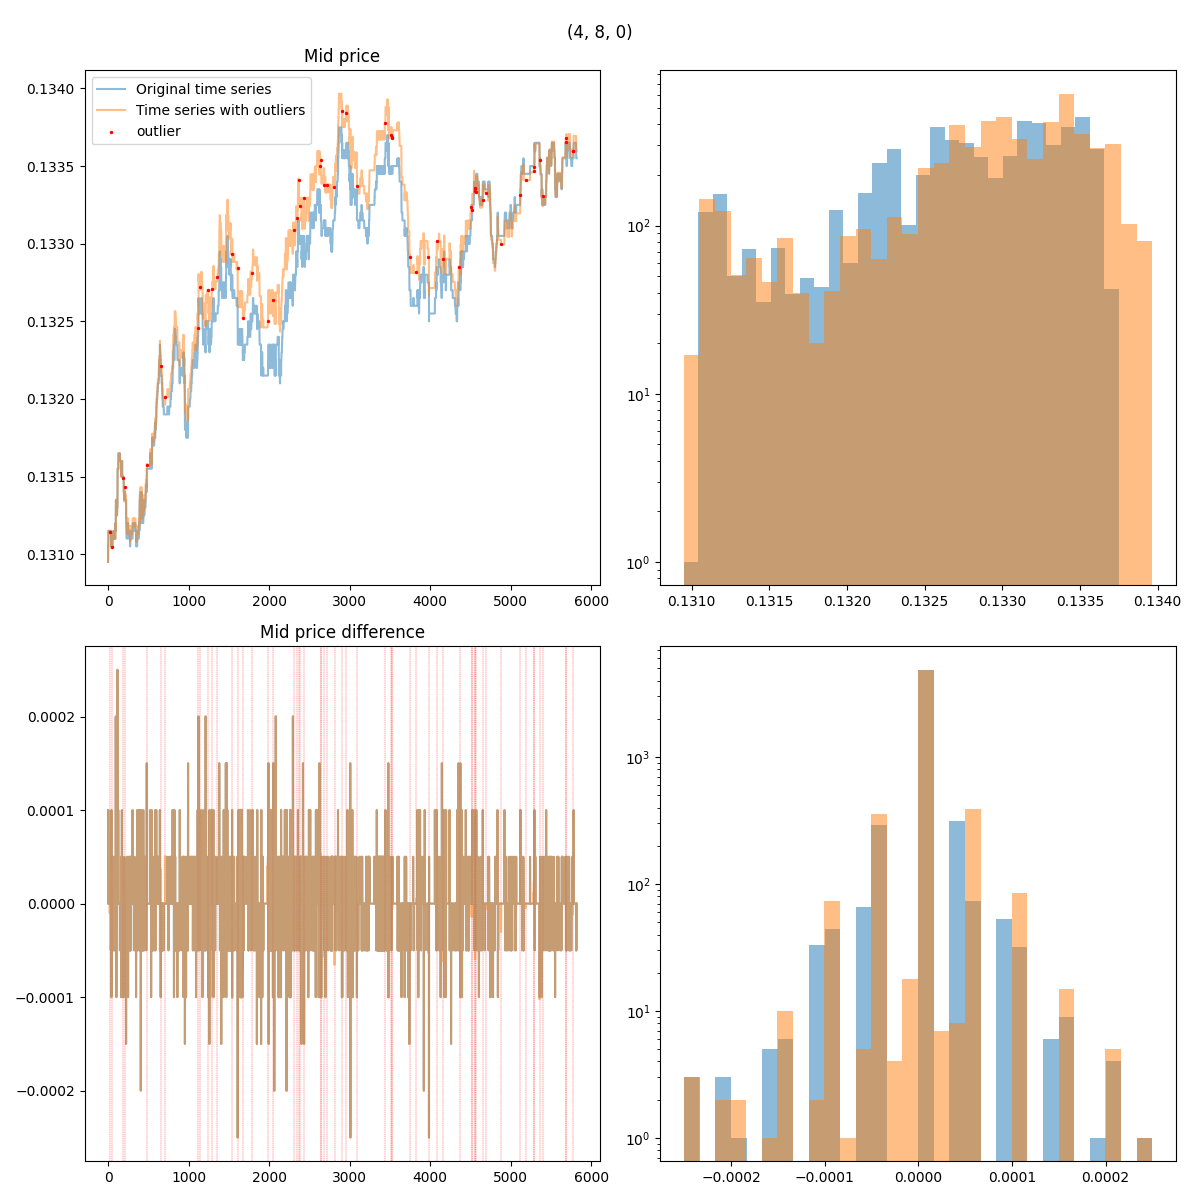 (4, 8, 0)
Mid price
Original time series
Time series with outliers
outlier
0.1340
0.1335
0.1330
0.1325
0.1320
0.1315
0.1310
0 1000 2000 3000 4000 5000 6000
10²
10¹
10⁰
0.1310 0.1315 0.1320 0.1325 0.1330 0.1335 0.1340
Mid price difference
0.0002
0.0001
0.0000
−0.0001
−0.0002
0 1000 2000 3000 4000 5000 6000
10³
10²
10¹
10⁰
−0.0002 −0.0001 0.0000 0.0001 0.0002